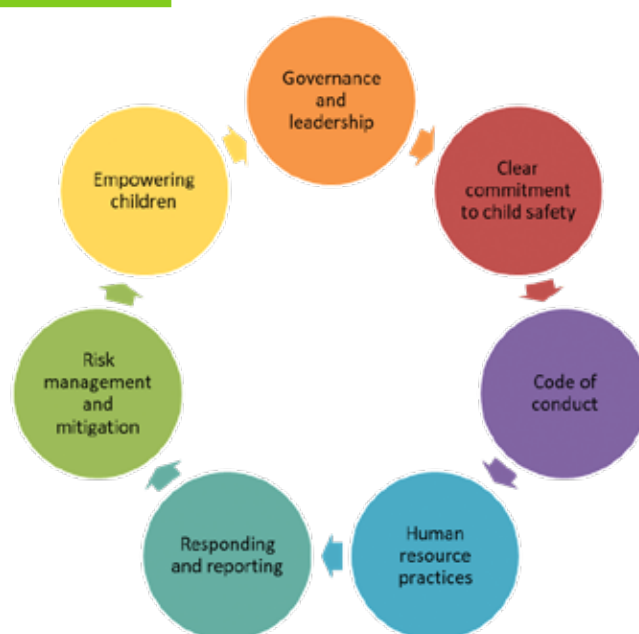 Governance
and
leadership
Clear
commitment
to child safety
Code of
conduct
Human
resource
practices
Responding
and reporting
Risk
management
and
mitigation
Empowering
children